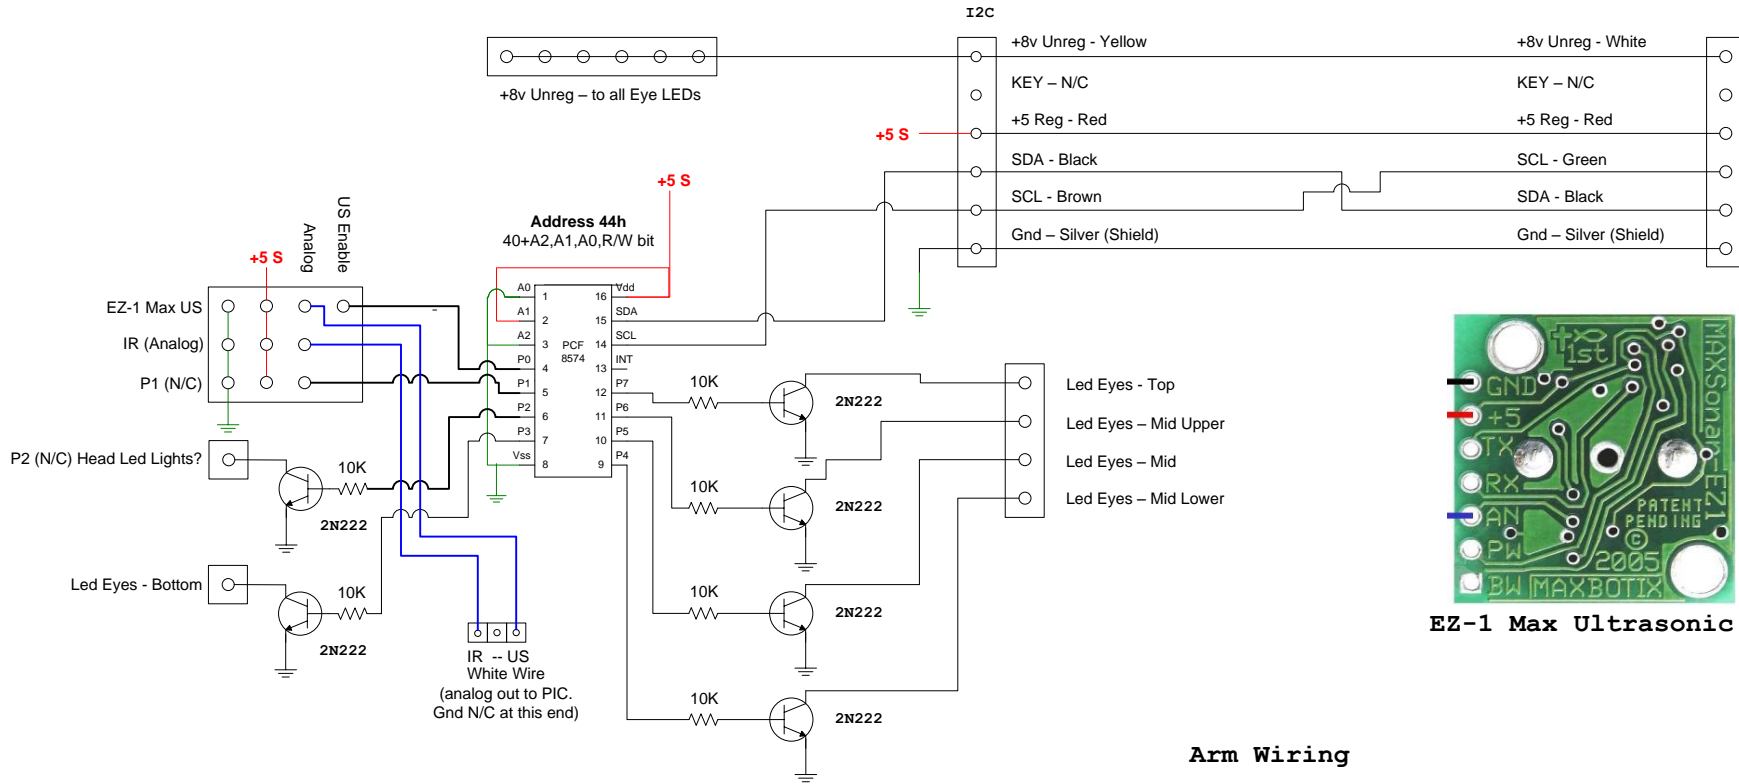 I2C
+8v Unreg - Yellow
+8v Unreg - White
KEY – N/C
KEY – N/C
+8v Unreg – to all Eye LEDs
+5 S
+5 Reg - Red
+5 Reg - Red
SDA - Black
SCL - Green
SCL - Brown
SDA - Black
Gnd – Silver (Shield)
Gnd – Silver (Shield)
+5 S
Address 44h
40+A2,A1,A0,R/W bit
US Enable
Analog
+5 S
EZ-1 Max US
IR (Analog)
P1 (N/C)
A0
1
16
Vdd
A1
2
15
SDA
A2
3
PCF
8574
14
SCL
P0
4
13
INT
P1
5
12
P7
P2
6
11
P6
P3
7
10
P5
Vss
8
9
P4
10K
2N222
Led Eyes - Top
Led Eyes – Mid Upper
Led Eyes – Mid
Led Eyes – Mid Lower
P2 (N/C) Head Led Lights?
10K
2N222
10K
2N222
Led Eyes - Bottom
10K
2N222
10K
2N222
IR -- US
White Wire
(analog out to PIC.
Gnd N/C at this end)
10K
2N222
1st
MAXSonar-EZ1
GND
+5
TX
RX
AN
PW
BW
PATENT
PENDING
©
2005
MAXBOTIX
EZ-1 Max Ultrasonic
Arm Wiring